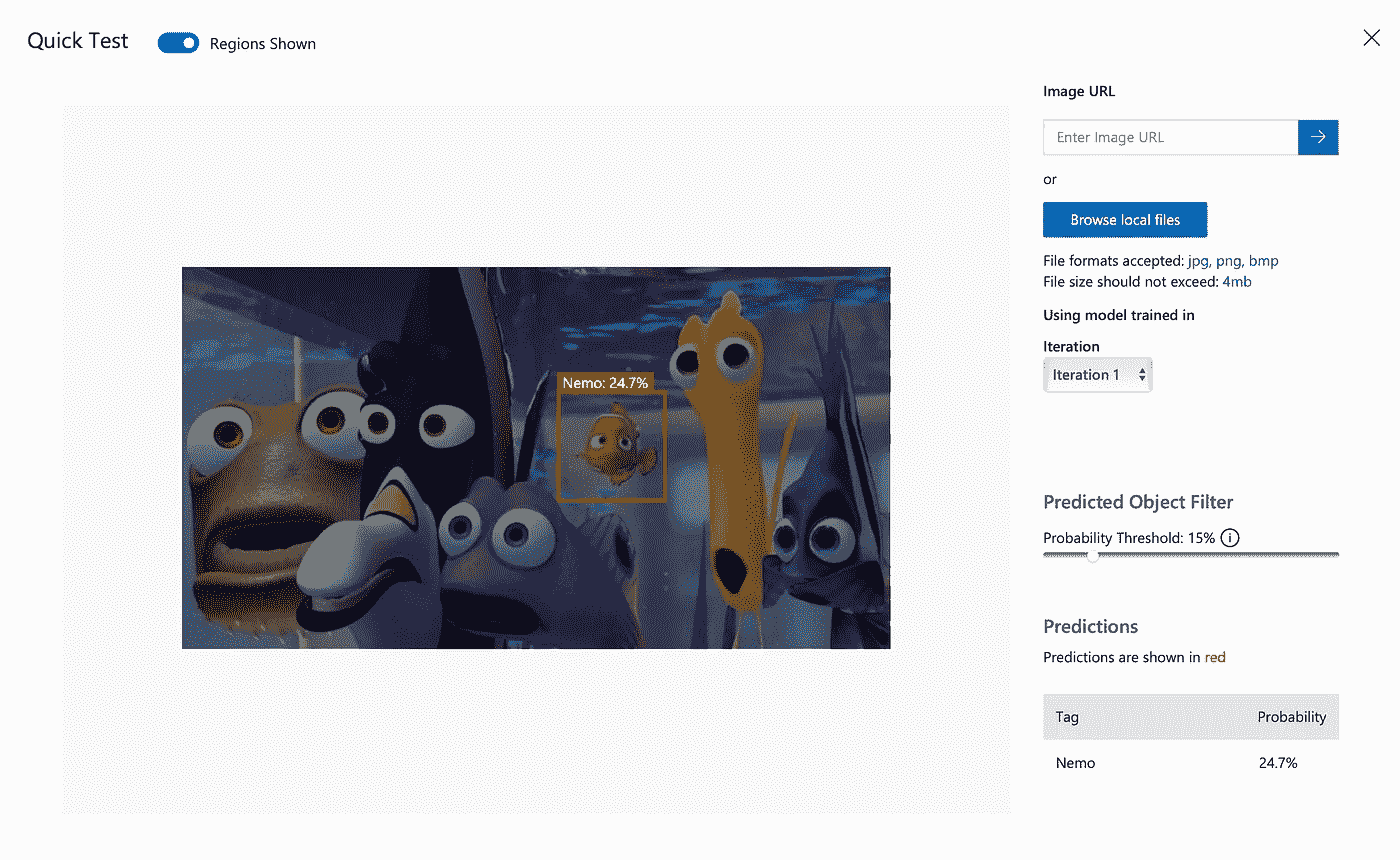 Quick Test
Regions Shown
Image URL
Enter Image URL
or
Browse local files
File formats accepted: jpg, png, bmp
File size should not exceed: 4mb
Using model trained in
Iteration
Iteration 1
Nemo: 24.7%
Predicted Object Filter
Probability Threshold: 15% i
Predictions
Predictions are shown in red
Tag Probability
Nemo 24.7%